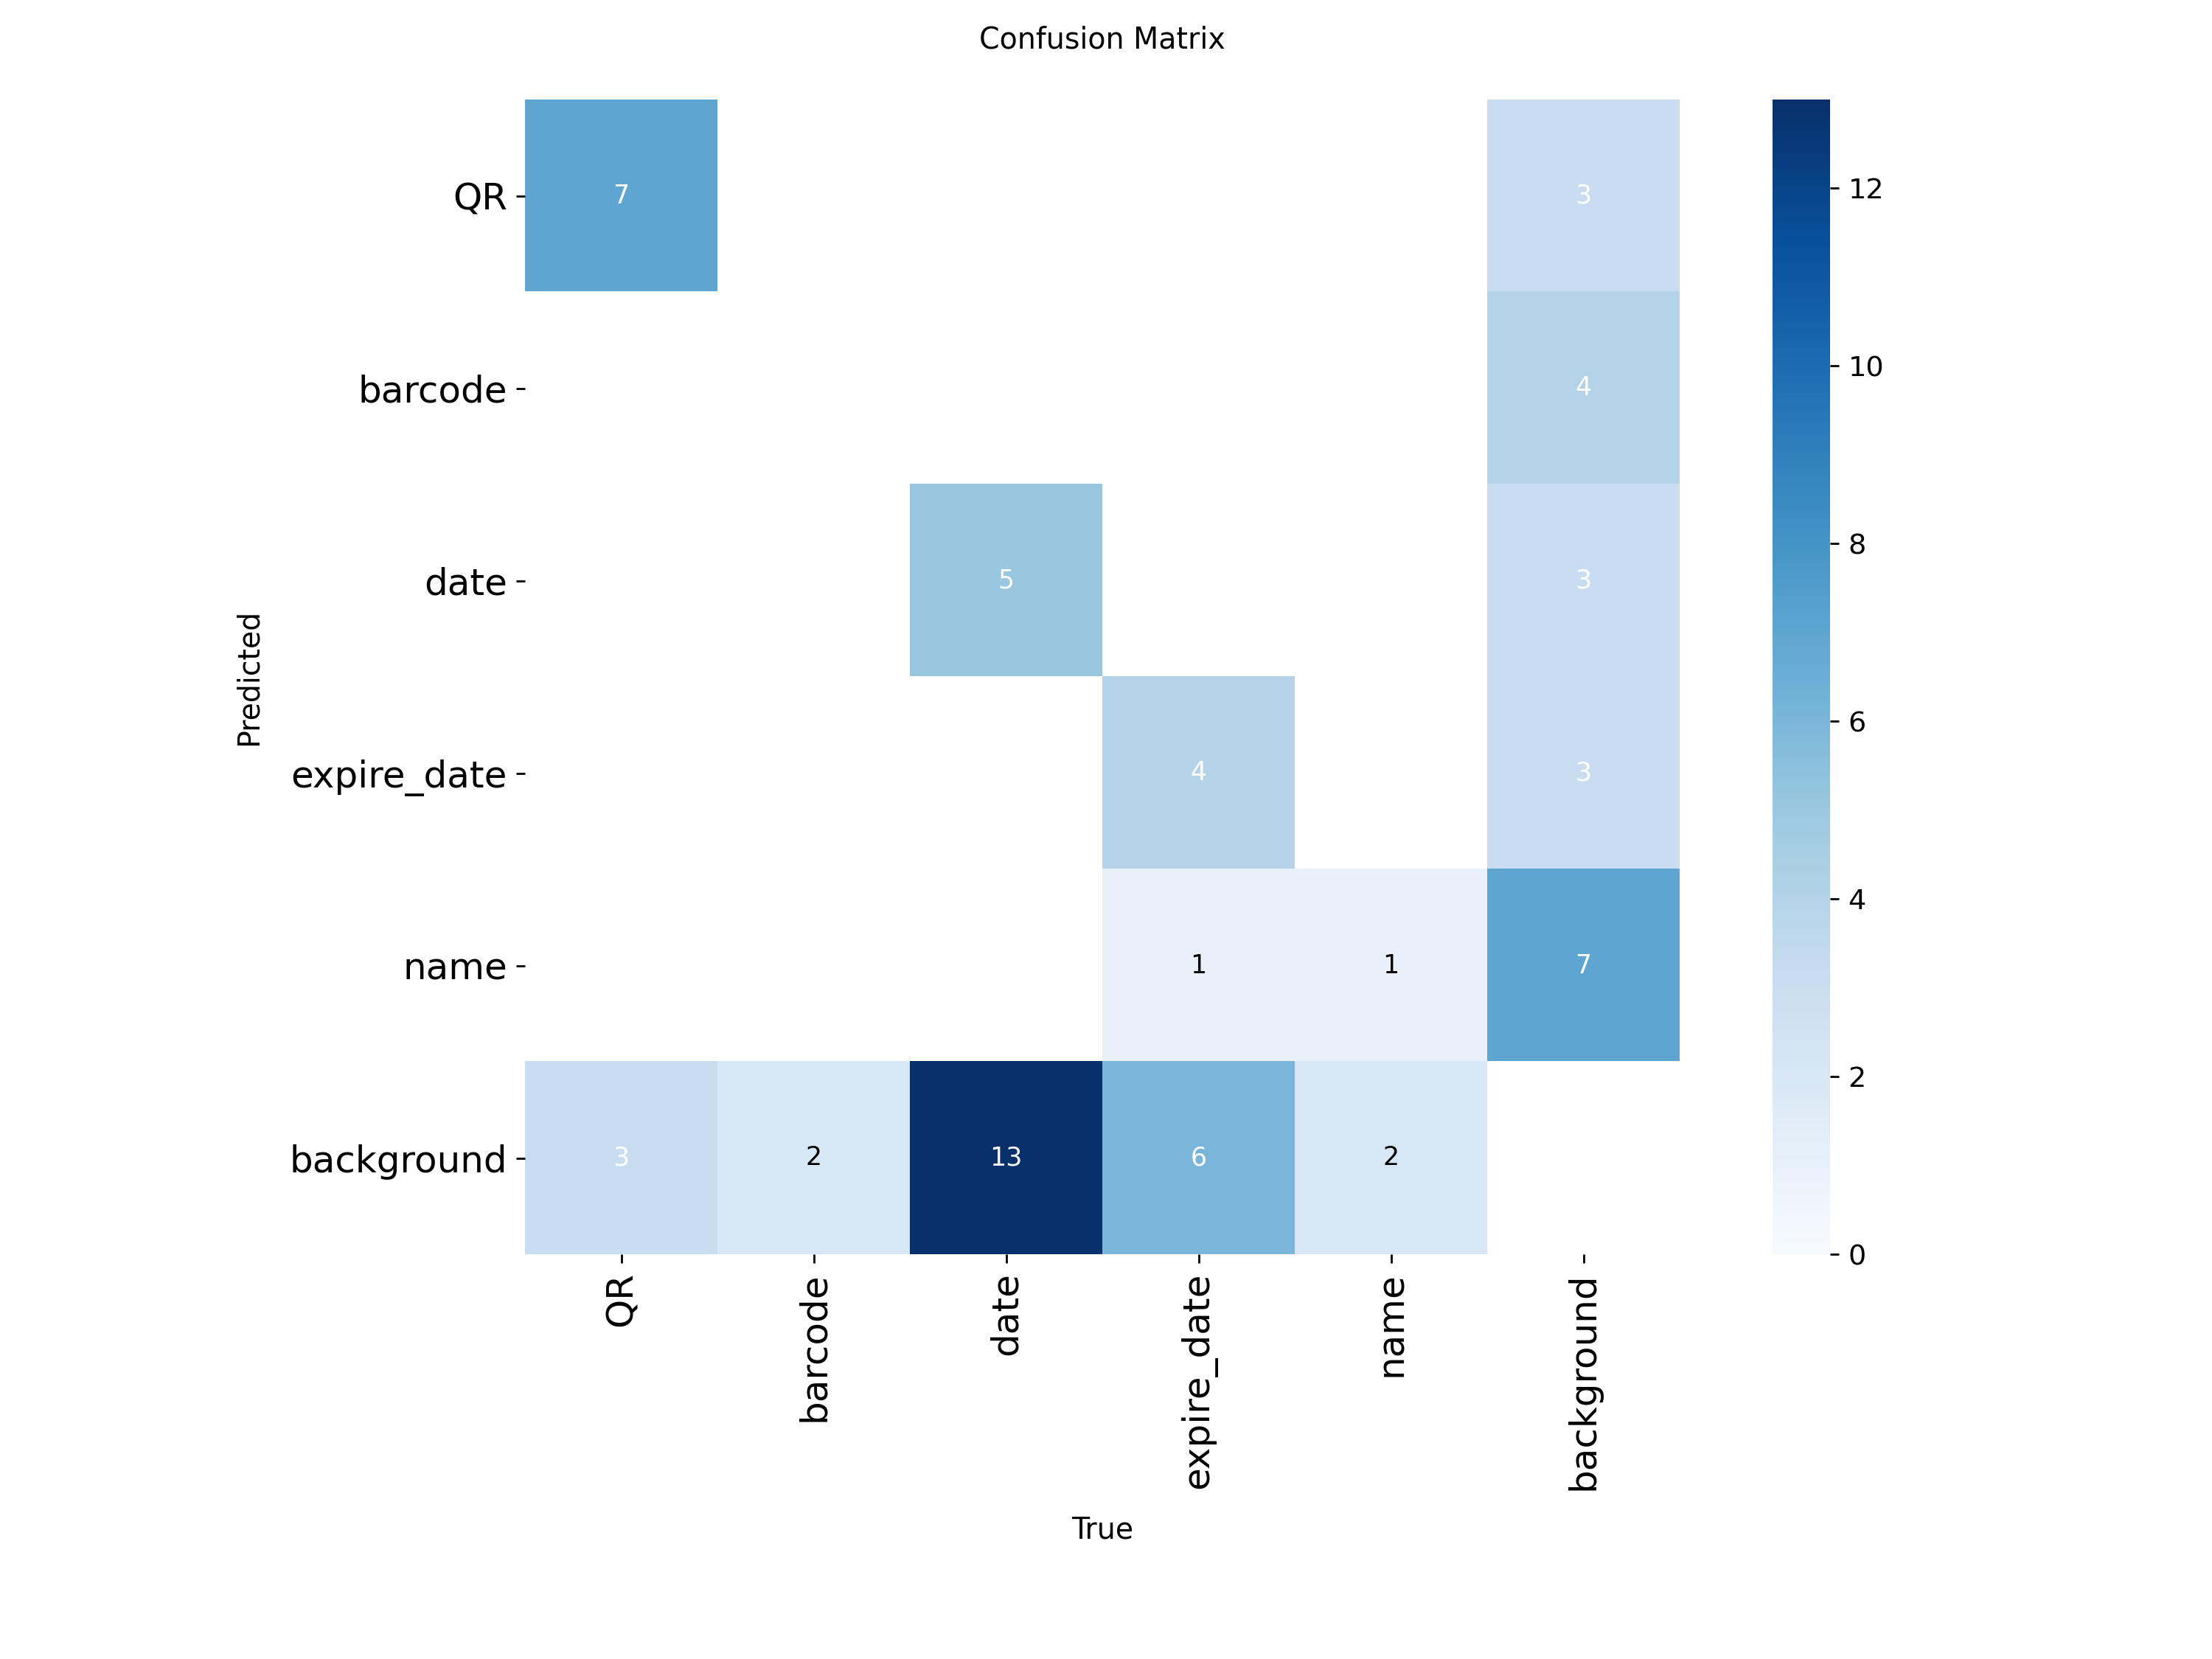 Confusion Matrix
QR
7
3
barcode
4
date
5
3
expire_date
4
3
name
1
1
7
background
3
2
13
6
2
QR
barcode
date
expire_date
name
background
True
Predicted
12
10
8
6
4
2
0